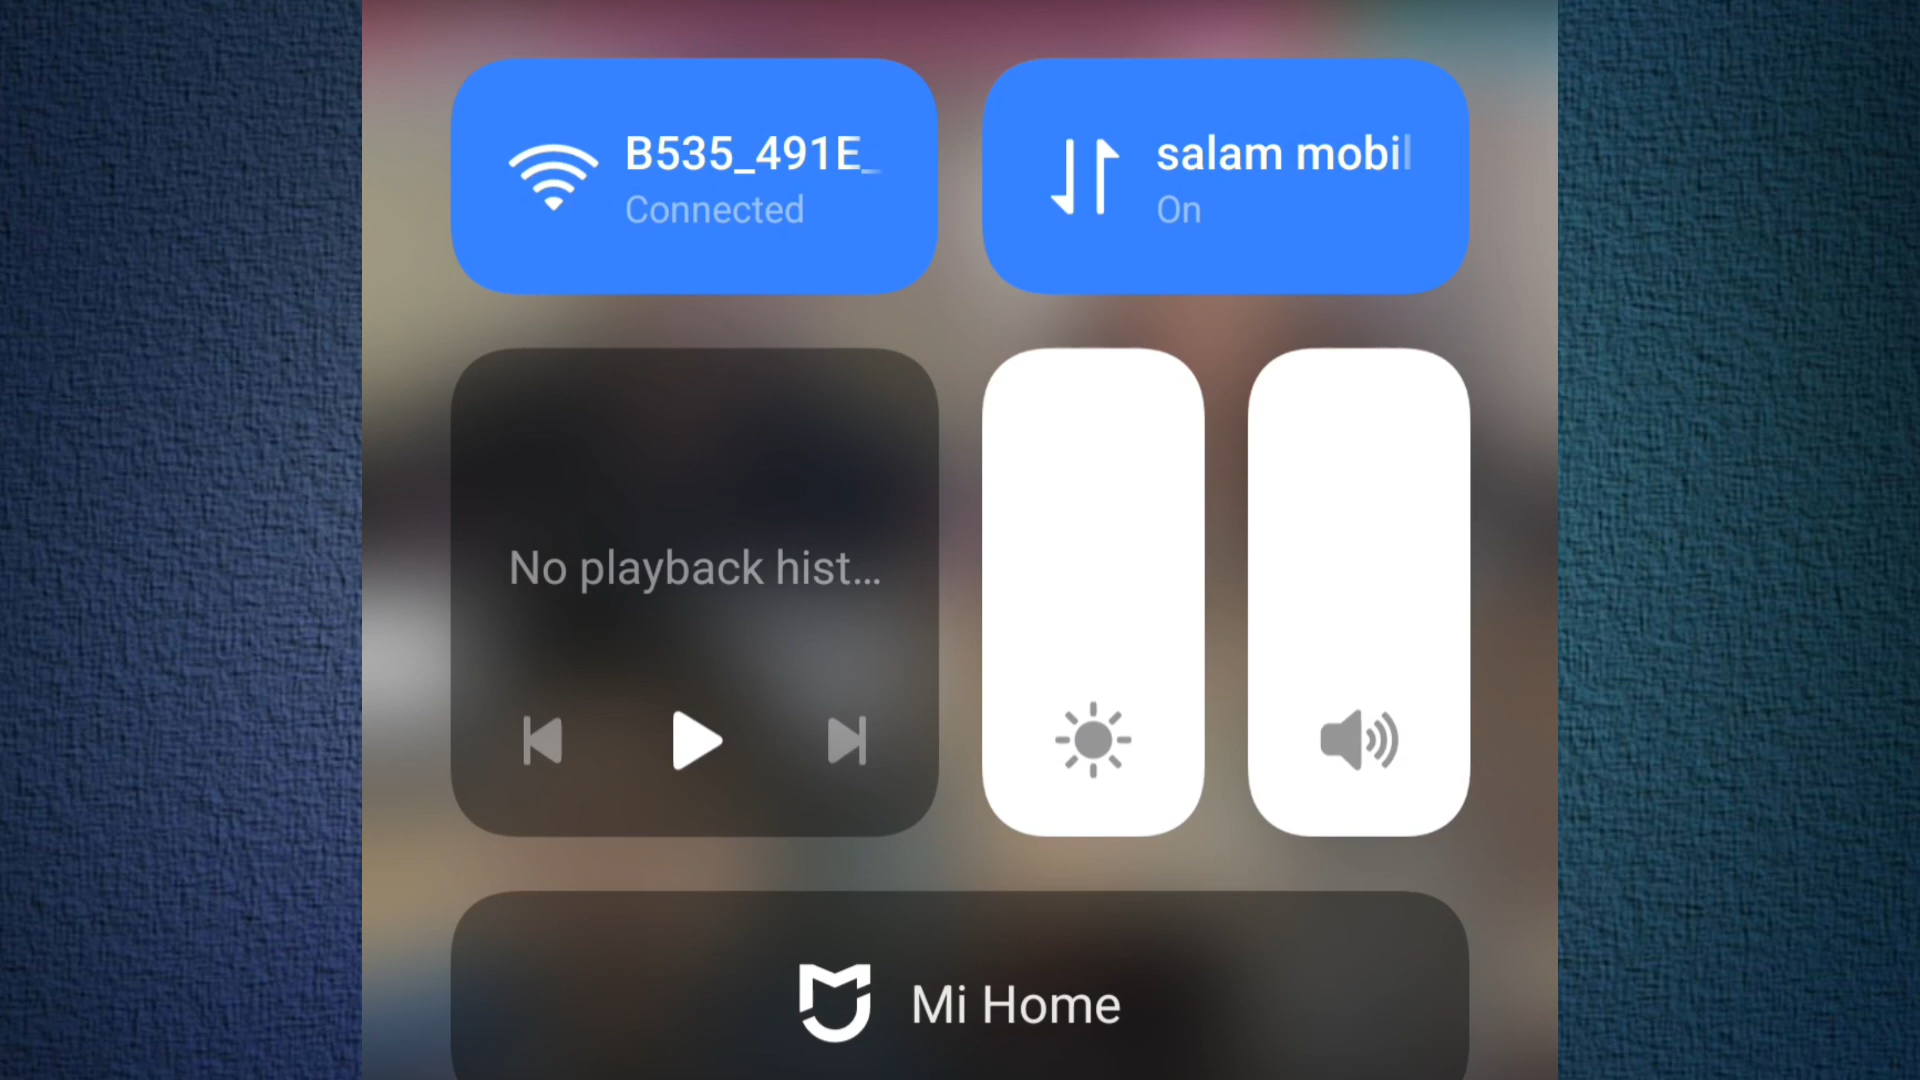 B535_491E_
Connected
salam mobil
On
No playback hist...
Mi Home